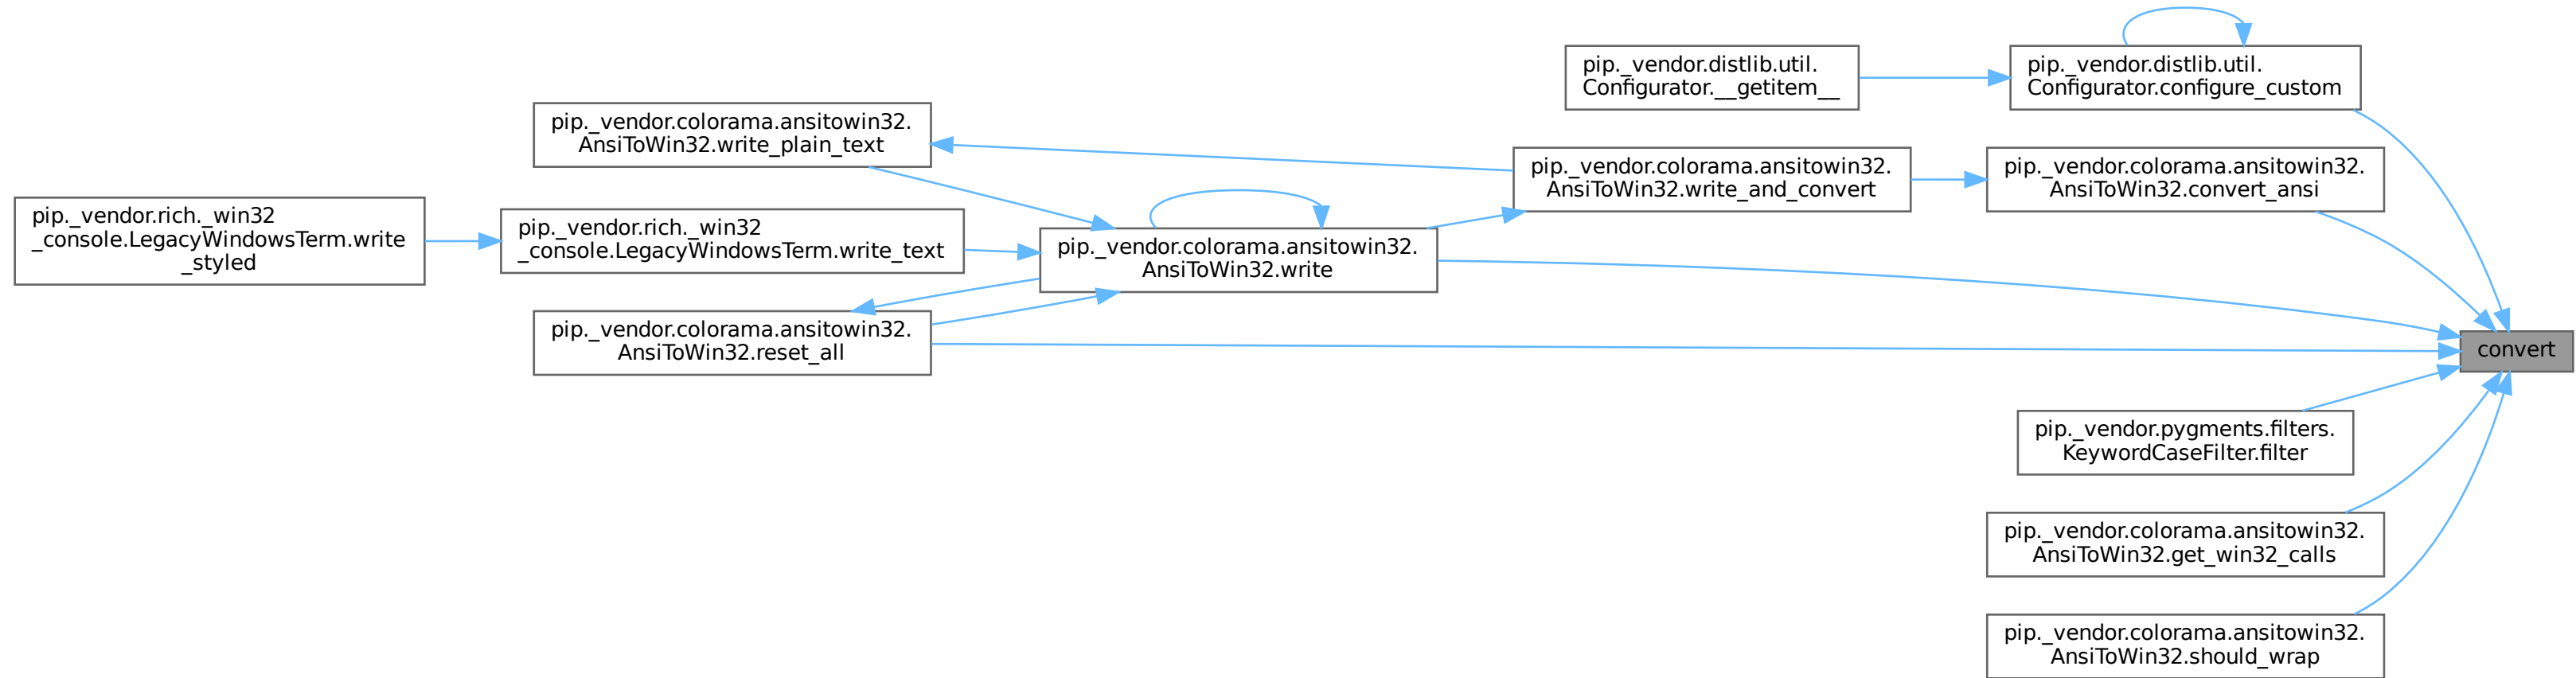 pip._vendor.distlib.util.
Configurator.__getitem__
pip._vendor.distlib.util.
Configurator.configure_custom
pip._vendor.colorama.ansitowin32.
AnsiToWin32.write_plain_text
pip._vendor.colorama.ansitowin32.
AnsiToWin32.write_and_convert
pip._vendor.colorama.ansitowin32.
AnsiToWin32.convert_ansi
pip._vendor.rich._win32
_console.LegacyWindowsTerm.write
_styled
pip._vendor.rich._win32
_console.LegacyWindowsTerm.write_text
pip._vendor.colorama.ansitowin32.
AnsiToWin32.write
pip._vendor.colorama.ansitowin32.
AnsiToWin32.reset_all
convert
pip._vendor.pygments.filters.
KeywordCaseFilter.filter
pip._vendor.colorama.ansitowin32.
AnsiToWin32.get_win32_calls
pip._vendor.colorama.ansitowin32.
AnsiToWin32.should_wrap